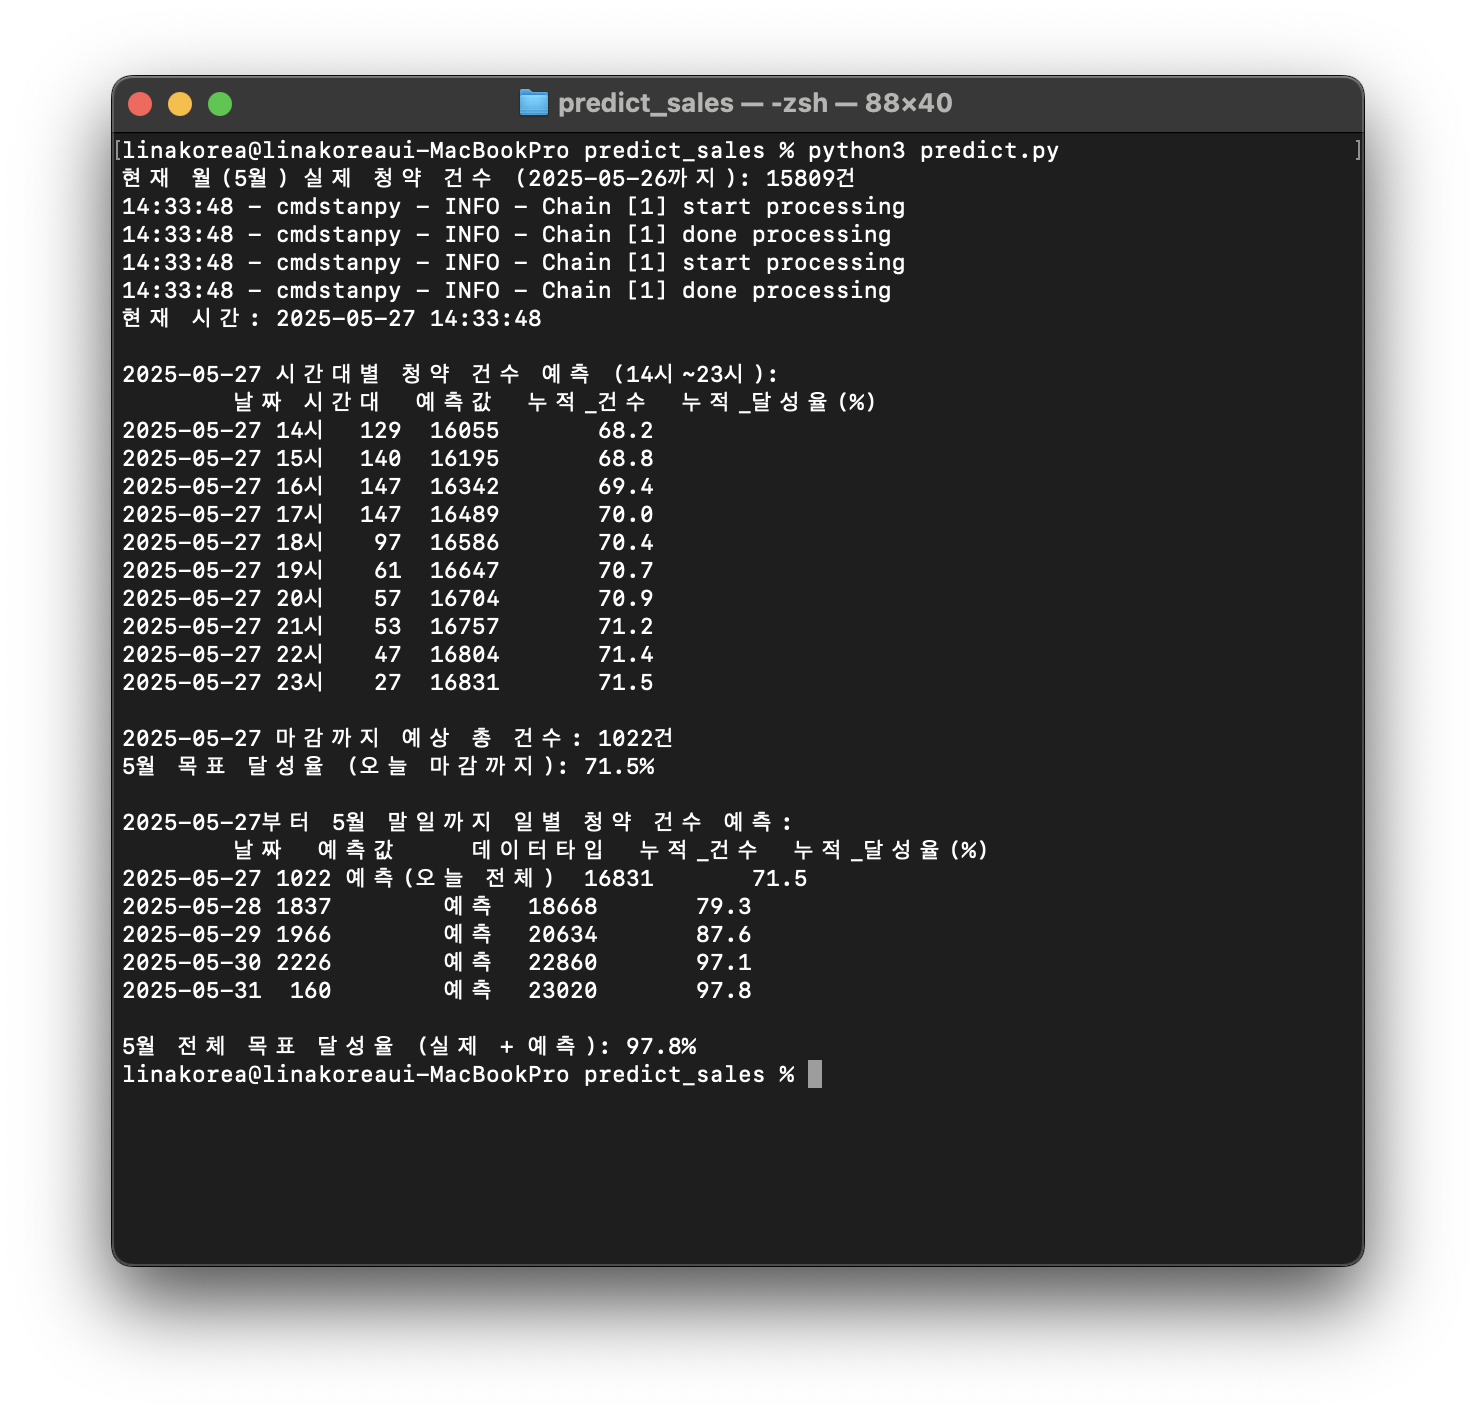 predict_sales — -zsh — 88×40
linakorea@linakoreaui-MacBookPro predict_sales % python3 predict.py
현재 월(5월) 실제 청약 건수 (2025-05-26까지): 15809건
14:33:48 - cmdstanpy - INFO - Chain [1] start processing
14:33:48 - cmdstanpy - INFO - Chain [1] done processing
14:33:48 - cmdstanpy - INFO - Chain [1] start processing
14:33:48 - cmdstanpy - INFO - Chain [1] done processing
현재 시간: 2025-05-27 14:33:48
2025-05-27 시간대별 청약 건수 예측 (14시~23시):
날짜 시간대 예측값 누적_건수 누적_달성율(%)
2025-05-27 14시 129 16055 68.2
2025-05-27 15시 140 16195 68.8
2025-05-27 16시 147 16342 69.4
2025-05-27 17시 147 16489 70.0
2025-05-27 18시 97 16586 70.4
2025-05-27 19시 61 16647 70.7
2025-05-27 20시 57 16704 70.9
2025-05-27 21시 53 16757 71.2
2025-05-27 22시 47 16804 71.4
2025-05-27 23시 27 16831 71.5
2025-05-27 마감까지 예상 총 건수: 1022건
5월 목표 달성율 (오늘 마감까지): 71.5%
2025-05-27부터 5월 말일까지 일별 청약 건수 예측:
날짜 예측값 데이터타입 누적_건수 누적_달성율(%)
2025-05-27 1022 예측(오늘 전체) 16831 71.5
2025-05-28 1837 예측 18668 79.3
2025-05-29 1966 예측 20634 87.6
2025-05-30 2226 예측 22860 97.1
2025-05-31 160 예측 23020 97.8
5월 전체 목표 달성율 (실제 + 예측): 97.8%
linakorea@linakoreaui-MacBookPro predict_sales %